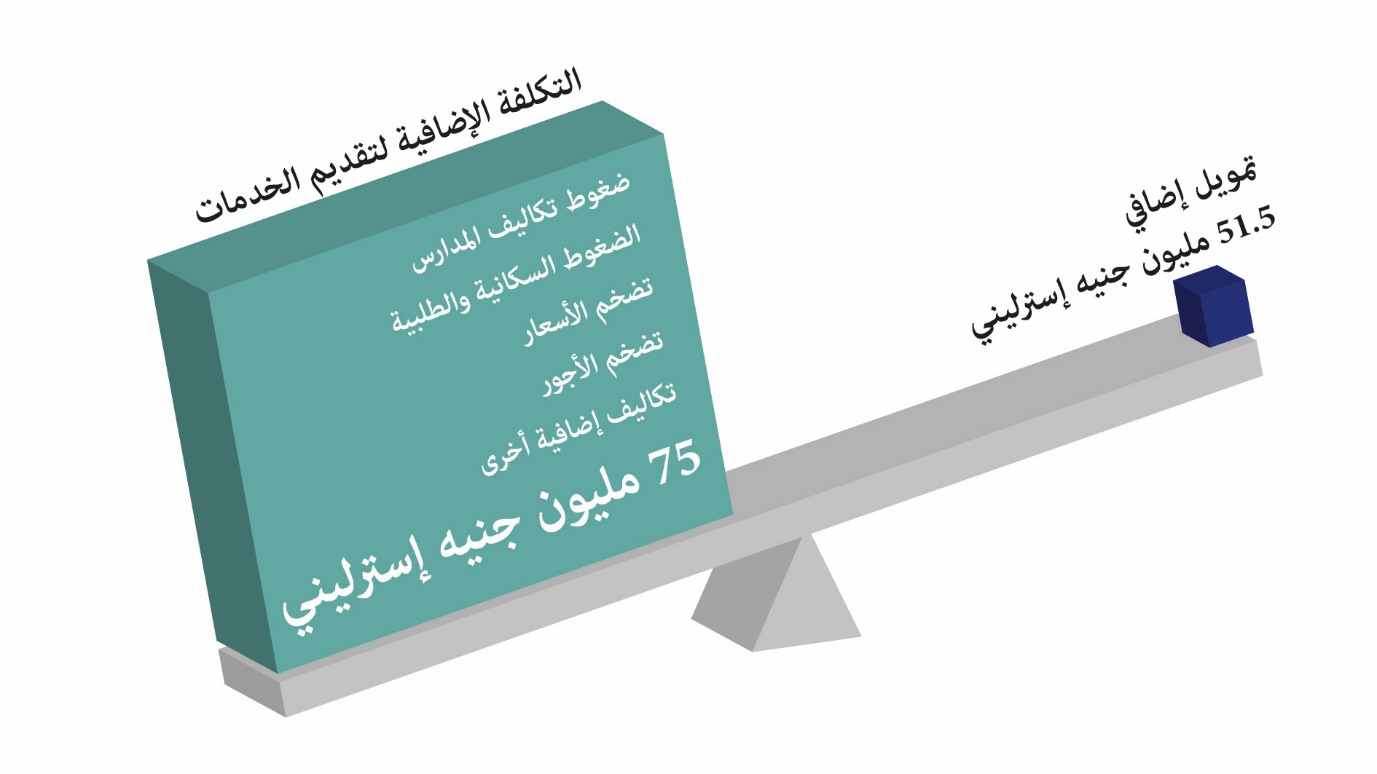 التكلفة الإضافية لتقديم الخدمات
ضغوط تكاليف المدارس
الضغوط السكانية والطلبية
تضخم الأسعار
تضخم الأجور
تكاليف إضافية أخرى
75 مليون جنيه إسترليني
تمويل إضافي
51.5 مليون جنيه إسترليني